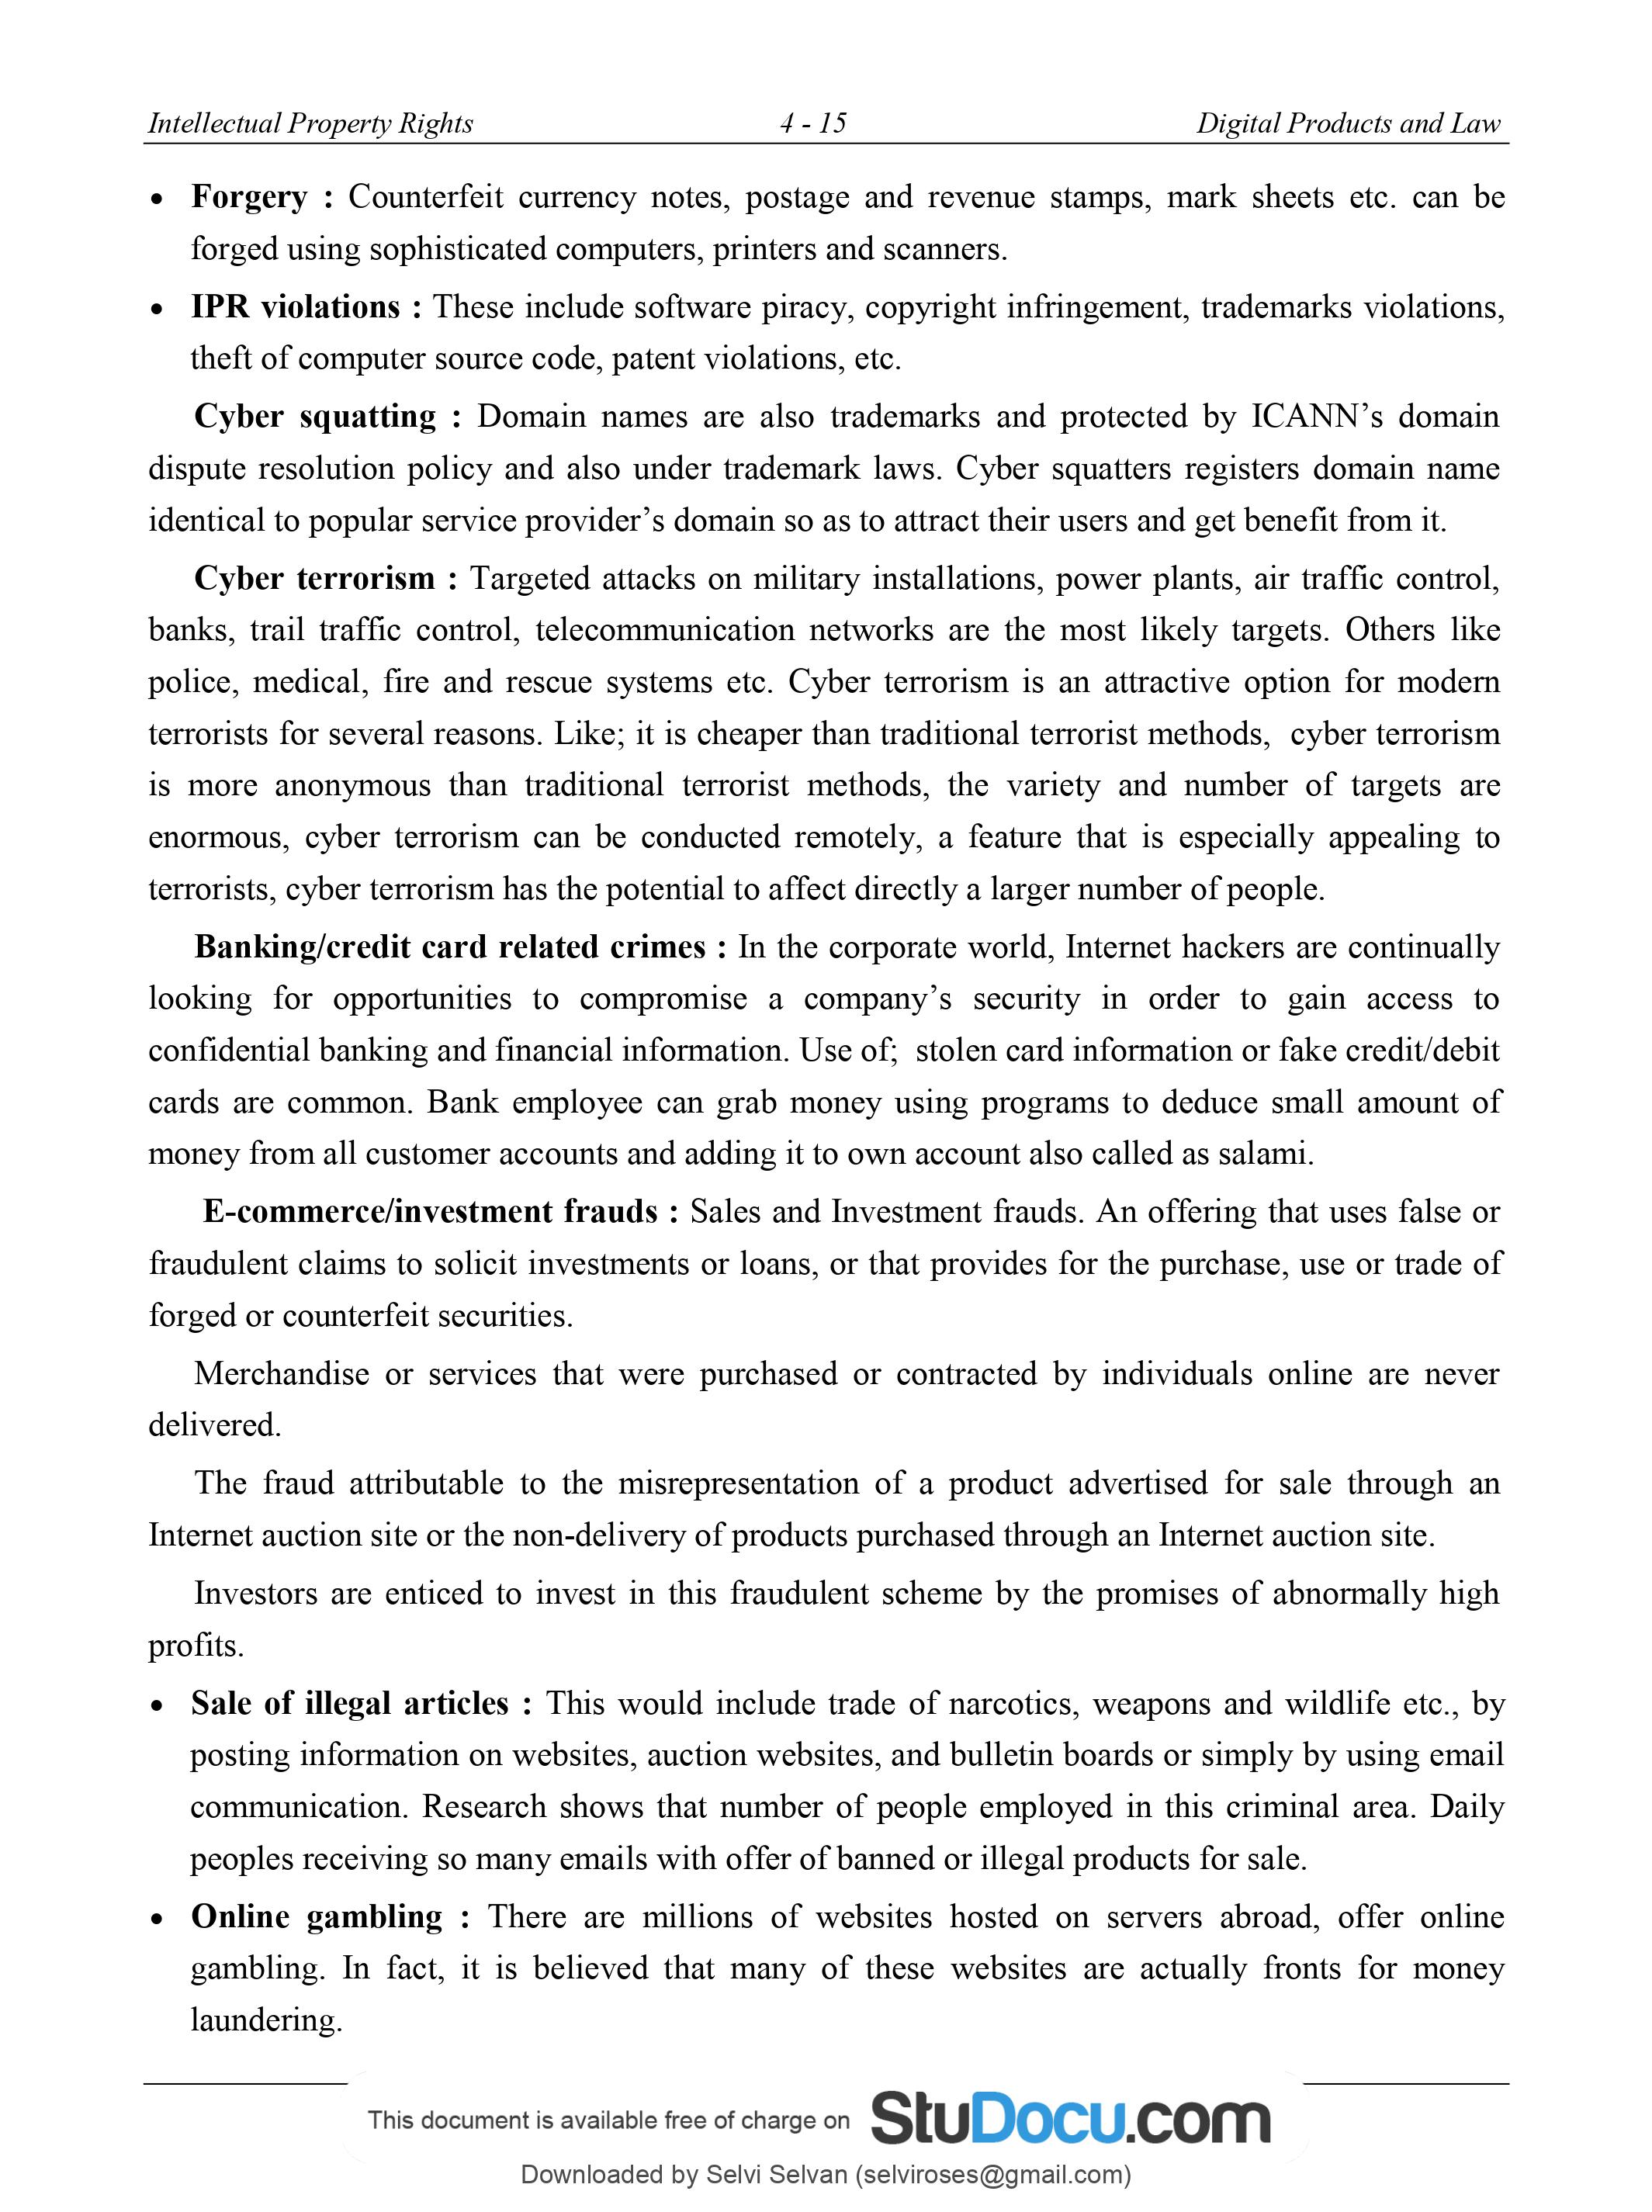 Intellectual Property Rights 4 - 15 Digital Products and Law
• Forgery : Counterfeit currency notes, postage and revenue stamps, mark sheets etc. can be
forged using sophisticated computers, printers and scanners.
• IPR violations : These include software piracy, copyright infringement, trademarks violations,
theft of computer source code, patent violations, etc.
Cyber squatting : Domain names are also trademarks and protected by ICANN’s domain
dispute resolution policy and also under trademark laws. Cyber squatters registers domain name
identical to popular service provider’s domain so as to attract their users and get benefit from it.
Cyber terrorism : Targeted attacks on military installations, power plants, air traffic control,
banks, trail traffic control, telecommunication networks are the most likely targets. Others like
police, medical, fire and rescue systems etc. Cyber terrorism is an attractive option for modern
terrorists for several reasons. Like; it is cheaper than traditional terrorist methods, cyber terrorism
is more anonymous than traditional terrorist methods, the variety and number of targets are
enormous, cyber terrorism can be conducted remotely, a feature that is especially appealing to
terrorists, cyber terrorism has the potential to affect directly a larger number of people.
Banking/credit card related crimes : In the corporate world, Internet hackers are continually
looking for opportunities to compromise a company’s security in order to gain access to
confidential banking and financial information. Use of; stolen card information or fake credit/debit
cards are common. Bank employee can grab money using programs to deduce small amount of
money from all customer accounts and adding it to own account also called as salami.
E-commerce/investment frauds : Sales and Investment frauds. An offering that uses false or
fraudulent claims to solicit investments or loans, or that provides for the purchase, use or trade of
forged or counterfeit securities.
Merchandise or services that were purchased or contracted by individuals online are never
delivered.
The fraud attributable to the misrepresentation of a product advertised for sale through an
Internet auction site or the non-delivery of products purchased through an Internet auction site.
Investors are enticed to invest in this fraudulent scheme by the promises of abnormally high
profits.
• Sale of illegal articles : This would include trade of narcotics, weapons and wildlife etc., by
posting information on websites, auction websites, and bulletin boards or simply by using email
communication. Research shows that number of people employed in this criminal area. Daily
peoples receiving so many emails with offer of banned or illegal products for sale.
• Online gambling : There are millions of websites hosted on servers abroad, offer online
gambling. In fact, it is believed that many of these websites are actually fronts for money
laundering.
This document is available free of charge on StuDocu.com
Downloaded by Selvi Selvan (selviroses@gmail.com)